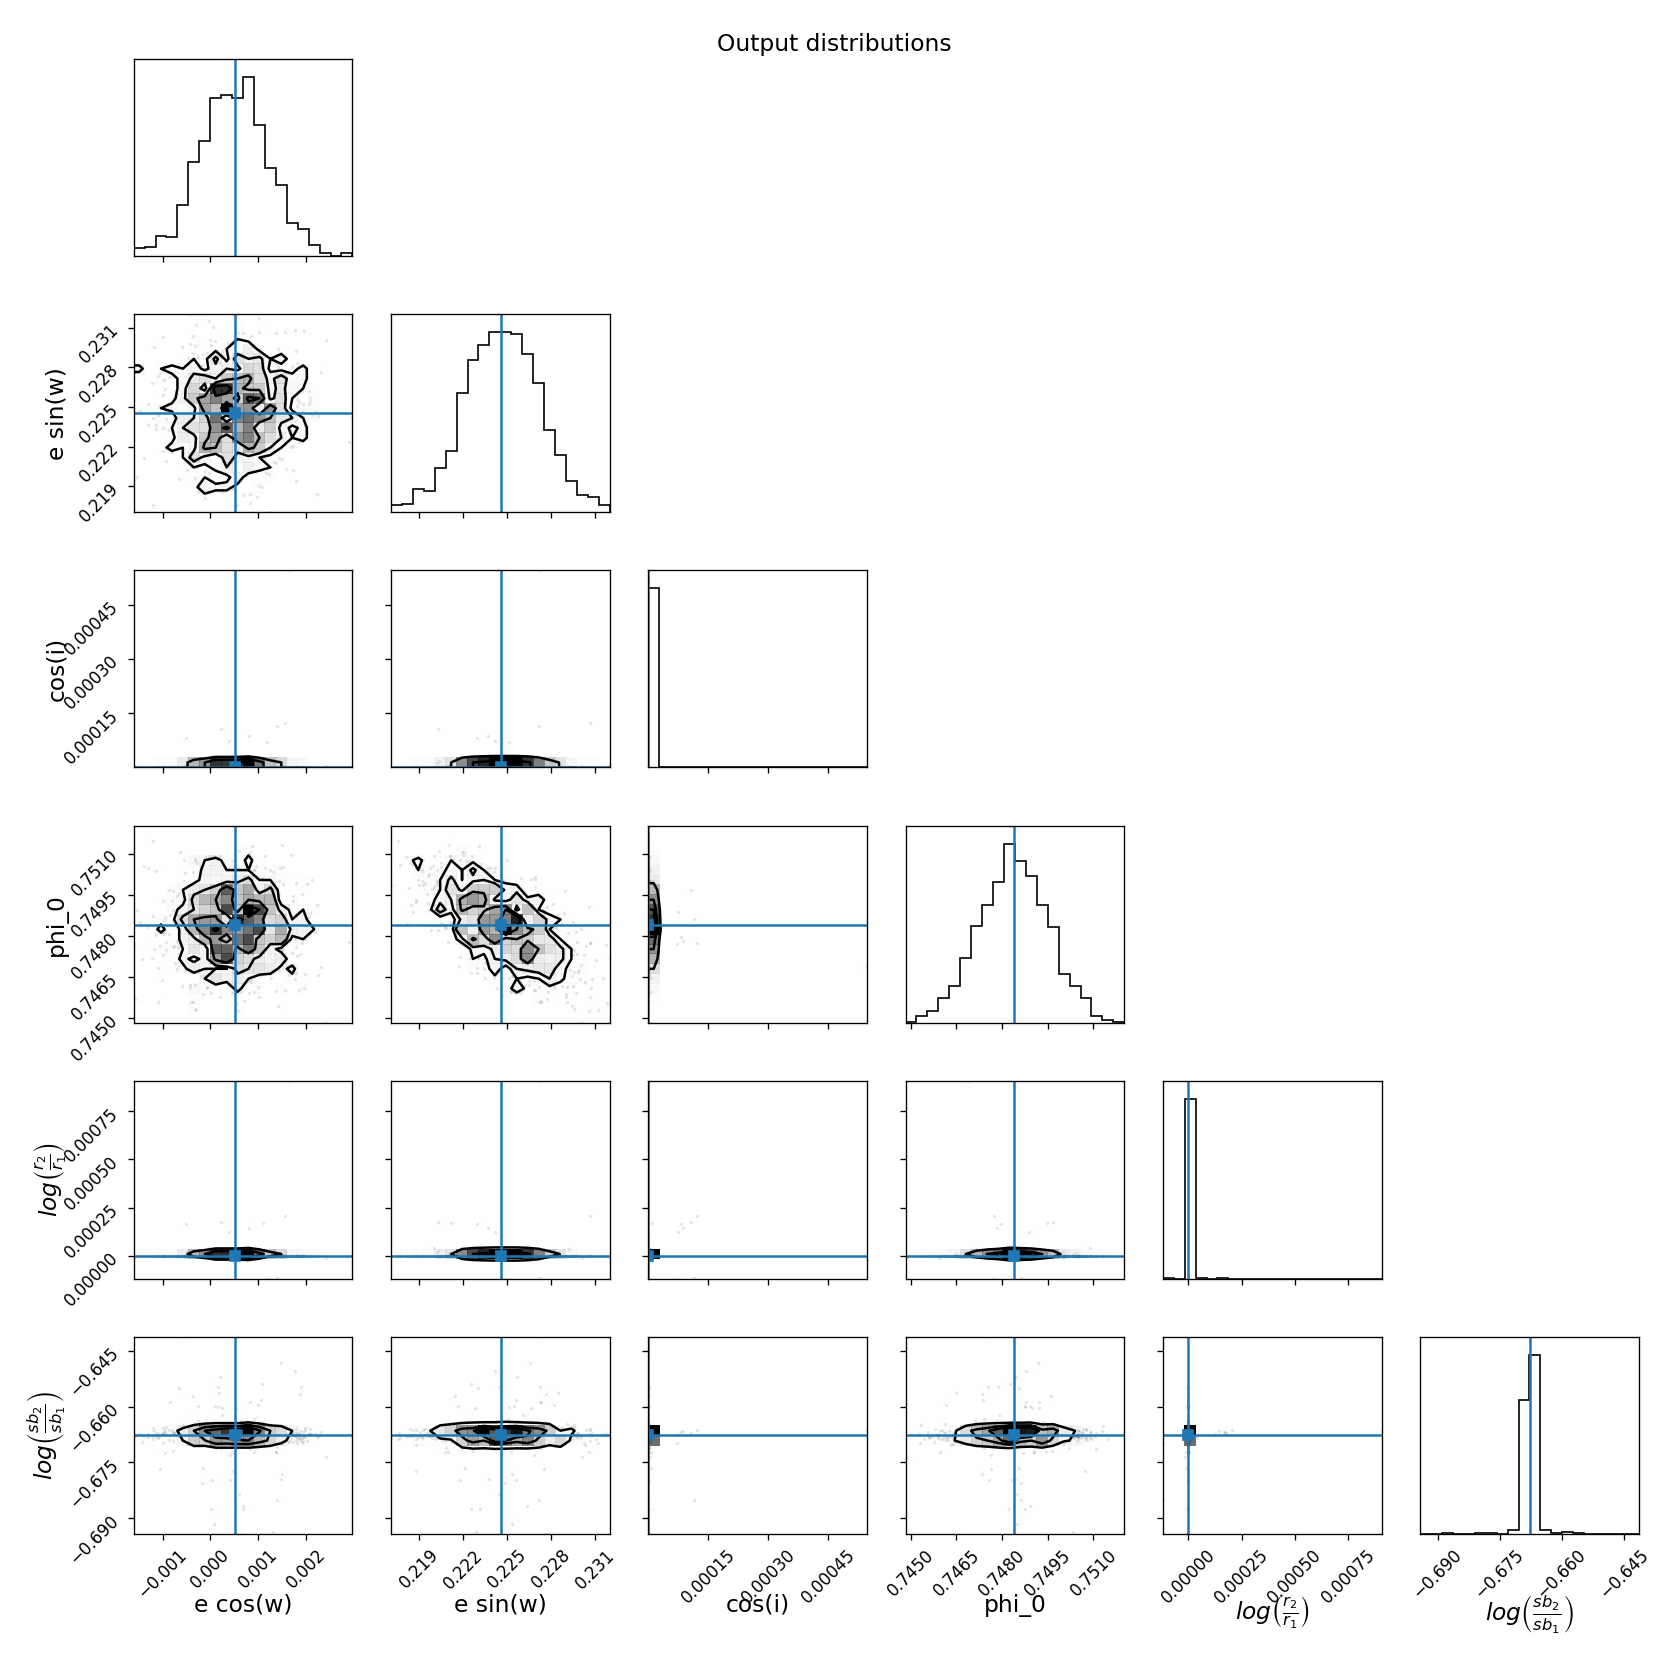 Output distributions
e sin(w)
0.231
0.228
0.225
0.222
0.219
cos(i)
0.00045
0.00030
0.00015
phi_0
0.7510
0.7495
0.7480
0.7465
0.7450
log(r₂/r₁)
0.00075
0.00050
0.00025
0.00000
log(sb₂/sb₁)
−0.645
−0.660
−0.675
−0.690
−0.001 0.000 0.001 0.002
0.219 0.222 0.225 0.228 0.231
0.00015 0.00030 0.00045
0.7450 0.7465 0.7480 0.7495 0.7510
0.00000 0.00025 0.00050 0.00075
−0.690 −0.675 −0.660 −0.645
e cos(w)
e sin(w)
cos(i)
phi_0
log(r₂/r₁)
log(sb₂/sb₁)